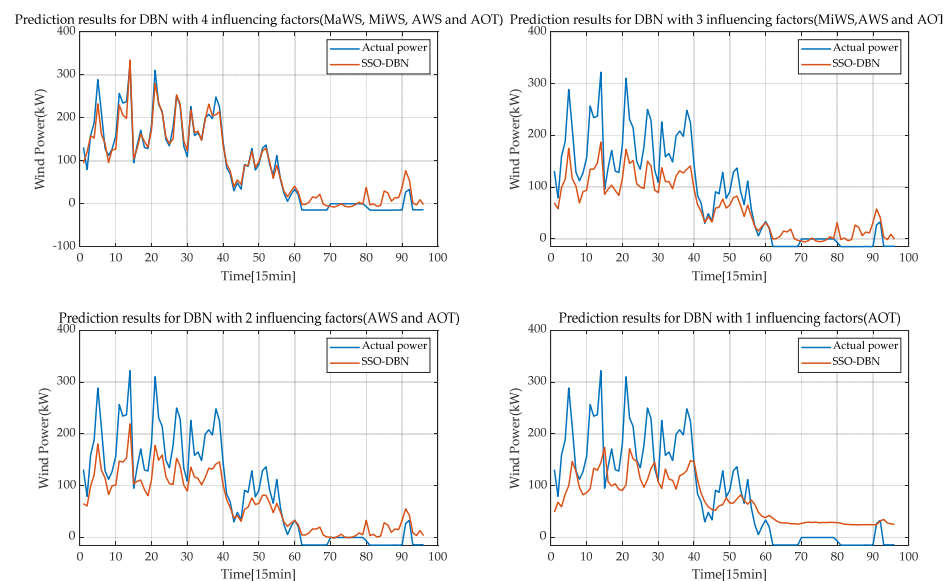 Prediction results for DBN with 4 influencing factors(MaWS, MiWS, AWS and AOT)
400
300
200
100
0
-100
Wind Power(kW)
Actual power
SSO-DBN
0 10 20 30 40 50 60 70 80 90 100
Time[15min]
Prediction results for DBN with 3 influencing factors(MiWS,AWS and AOT
400
300
200
100
0
Wind Power(kW)
Actual power
SSO-DBN
0 10 20 30 40 50 60 70 80 90 100
Time[15min]
Prediction results for DBN with 2 influencing factors(AWS and AOT)
400
300
200
100
0
Wind Power(kW)
Actual power
SSO-DBN
0 10 20 30 40 50 60 70 80 90 100
Time[15min]
Prediction results for DBN with 1 influencing factors(AOT)
400
300
200
100
0
Wind Power(kW)
Actual power
SSO-DBN
0 10 20 30 40 50 60 70 80 90 100
Time[15min]